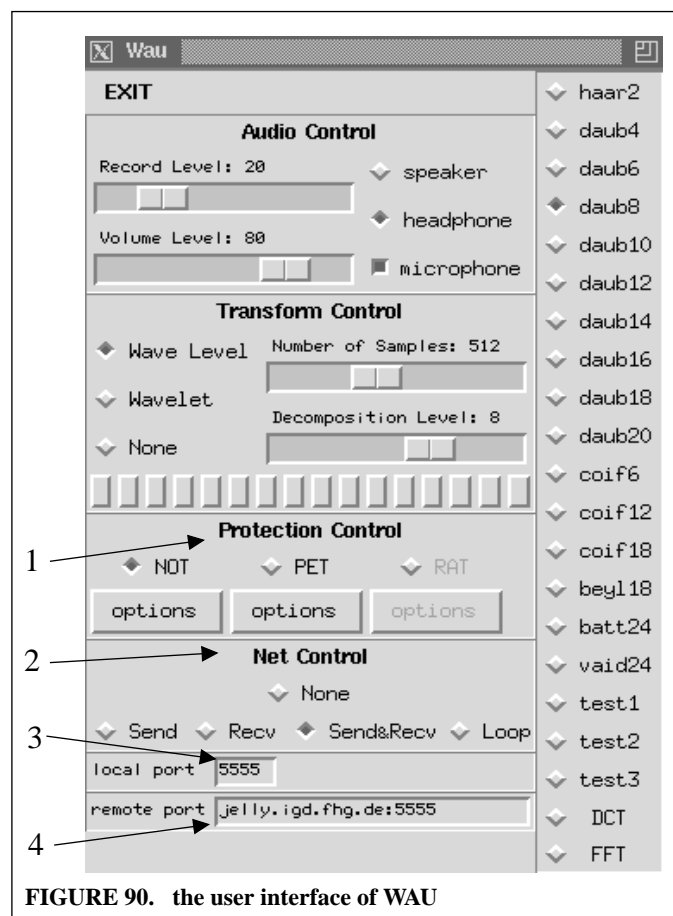 Wau
EXIT
Audio Control
Record Level: 20
speaker
headphone
Volume Level: 80
microphone
Transform Control
Wave Level
Number of Samples: 512
Wavelet
Decomposition Level: 8
None
1
Protection Control
NOT PET RAT
options options options
2
Net Control
None
Send Recv Send&Recv Loop
3
local port 5555
remote port jelly.igd.fhg.de:5555
4
haar2
daub4
daub6
daub8
daub10
daub12
daub14
daub16
daub18
daub20
coif6
coif12
coif18
beyl18
batt24
vaid24
test1
test2
test3
DCT
FFT
FIGURE 90. the user interface of WAU